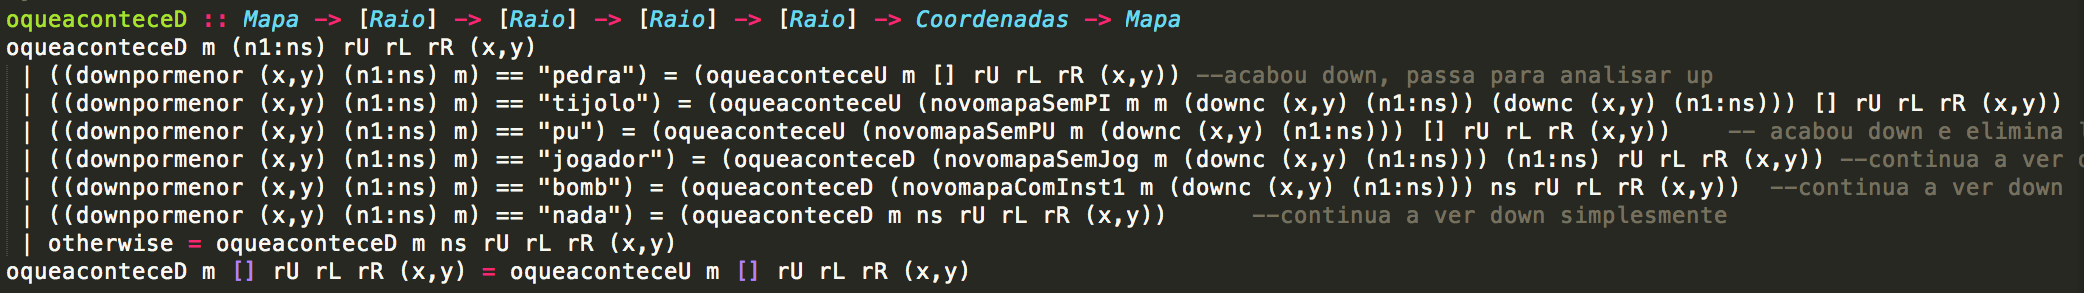 oqueaconteceD :: Mapa -> [Raio] -> [Raio] -> [Raio] -> [Raio] -> Coordenadas -> Mapa
oqueaconteceD m (n1:ns) rU rL rR (x,y)
| ((downpormenor (x,y) (n1:ns) m) == "pedra") = (oqueaconteceU m [] rU rL rR (x,y)) --acabou down, passa para analisar up
| ((downpormenor (x,y) (n1:ns) m) == "tijolo") = (oqueaconteceU (novomapaSemPI m m (downc (x,y) (n1:ns)) (downc (x,y) (n1:ns))) [] rU rL rR (x,y))
| ((downpormenor (x,y) (n1:ns) m) == "pu") = (oqueaconteceU (novomapaSemPU m (downc (x,y) (n1:ns))) [] rU rL rR (x,y)) -- acabou down e elimina
| ((downpormenor (x,y) (n1:ns) m) == "jogador") = (oqueaconteceD (novomapaSemJog m (downc (x,y) (n1:ns))) (n1:ns) rU rL rR (x,y)) --continua a ver
| ((downpormenor (x,y) (n1:ns) m) == "bomb") = (oqueaconteceD (novomapaComInst1 m (downc (x,y) (n1:ns))) ns rU rL rR (x,y)) --continua a ver down
| ((downpormenor (x,y) (n1:ns) m) == "nada") = (oqueaconteceD m ns rU rL rR (x,y)) --continua a ver down simplesmente
| otherwise = oqueaconteceD m ns rU rL rR (x,y)
oqueaconteceD m [] rU rL rR (x,y) = oqueaconteceU m [] rU rL rR (x,y)